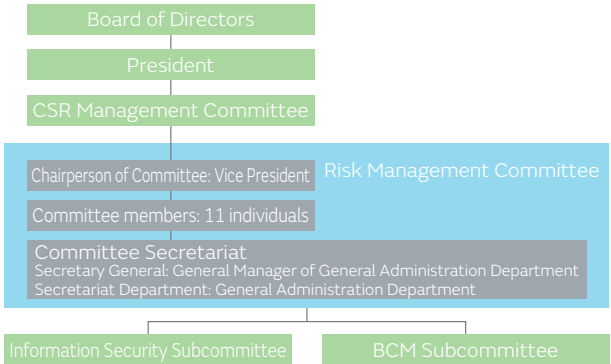 Board of Directors
President
CSR Management Committee
Risk Management Committee
Chairperson of Committee: Vice President
Committee members: 11 individuals
Committee Secretariat
Secretary General: General Manager of General Administration Department
Secretariat Department: General Administration Department
Information Security Subcommittee
BCM Subcommittee